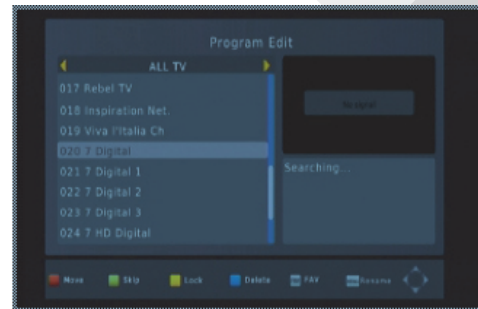 Program Edit
ALL TV
017 Rebel TV
018 Inspiration Net.
019 Viva l'Italia Ch
020 7 Digital
021 7 Digital 1
022 7 Digital 2
023 7 Digital 3
024 7 HD Digital
No signal
Searching...
Move Skip Lock Delete FAV Rename